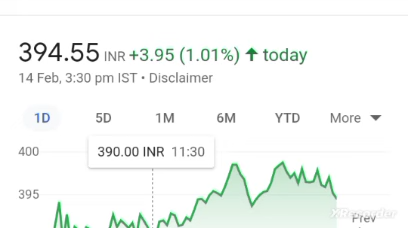 394.55 INR +3.95 (1.01%) ↑ today
14 Feb, 3:30 pm IST • Disclaimer
1D 5D 1M 6M YTD More
390.00 INR 11:30
400
395
Prev